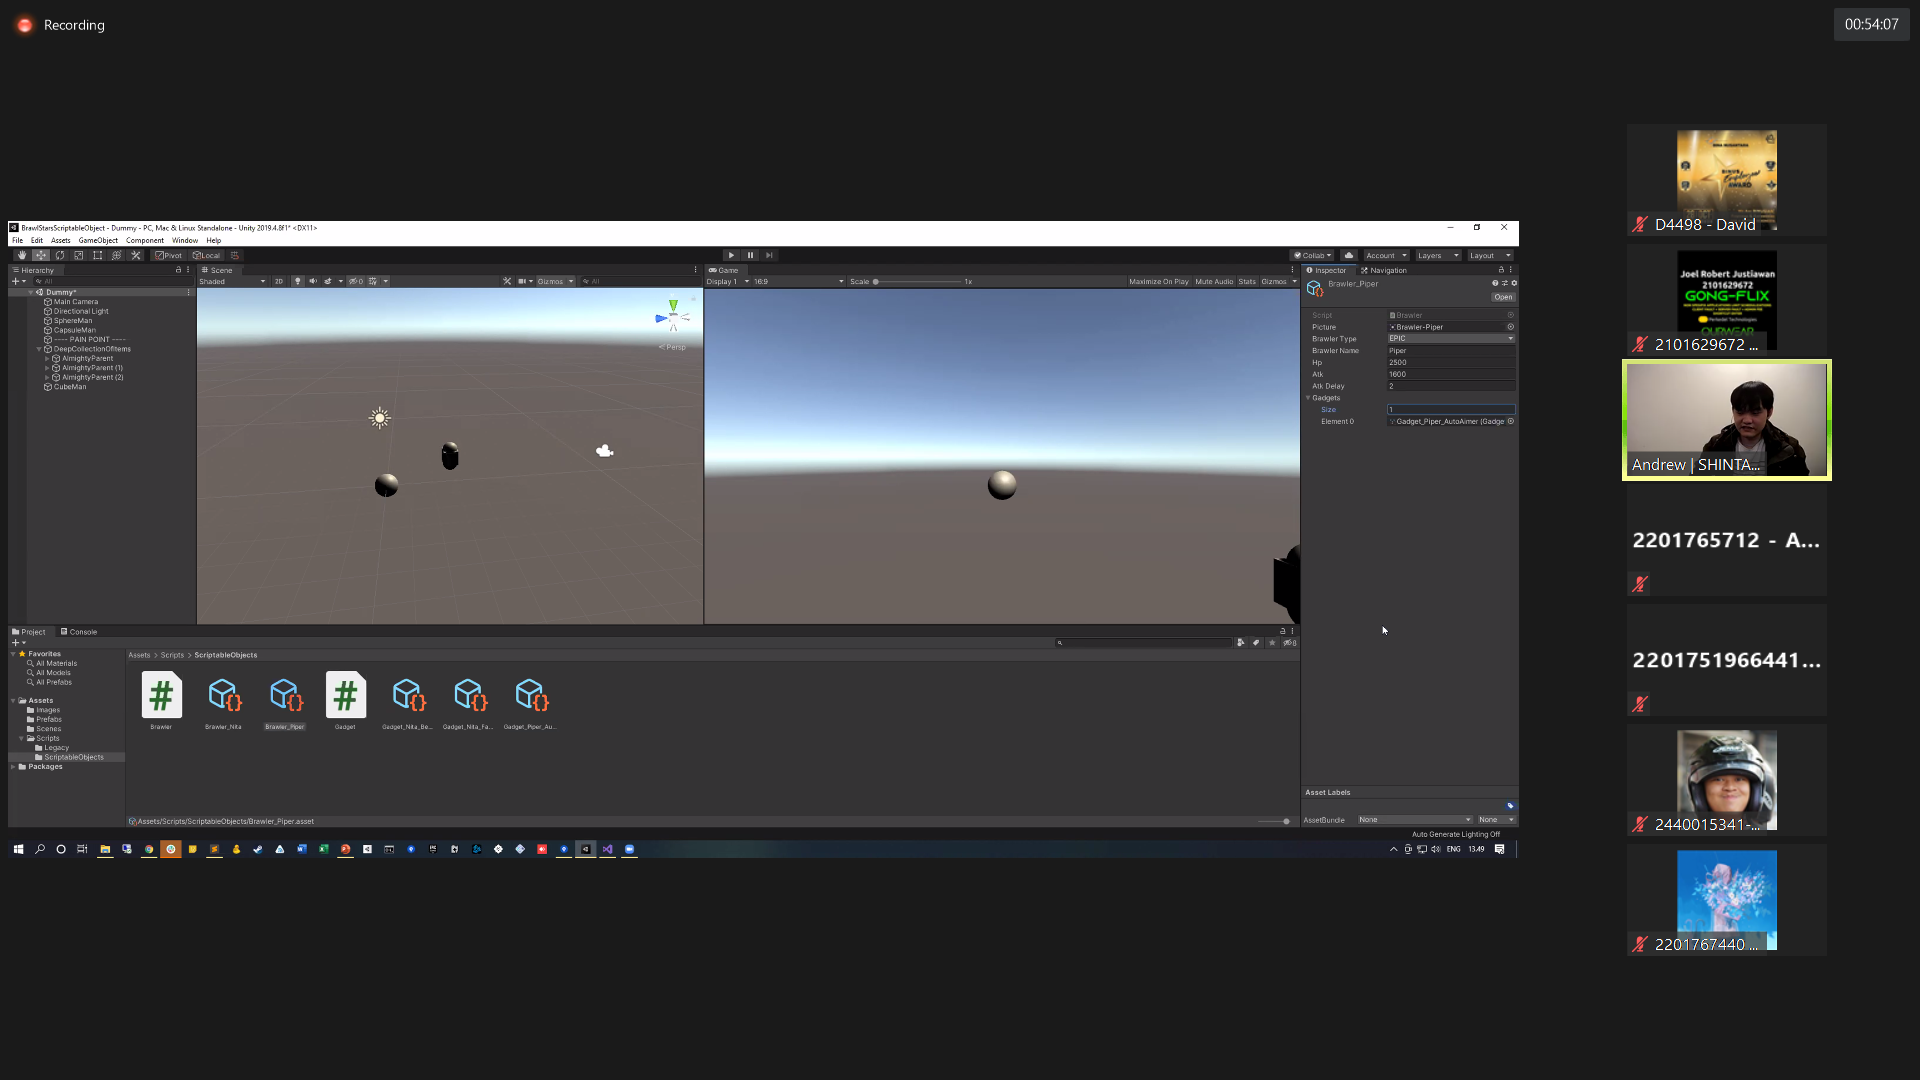 Recording
00:54:07
BrawlStarsScriptableObject - Dummy - PC, Mac & Linux Standalone - Unity 2019.4.8f1* <DX11>
File Edit Assets GameObject Component Window Help
Pivot Local
Collab Account Layers Layout
Hierarchy
All
Dummy*
Main Camera
Directional Light
SphereMan
CapsuleMan
---- PAIN POINT ----
DeepCollectionOfItems
AlmightyParent
AlmightyParent (1)
AlmightyParent (2)
CubeMan
Scene
Shaded 2D Gizmos All
< Persp
Game
Display 1 16:9 Scale 1x Maximize On Play Mute Audio Stats Gizmos
Inspector Navigation
Brawler_Piper
Open
Script Brawler
Picture Brawler-Piper
Brawler Type EPIC
Brawler Name Piper
Hp 2500
Atk 1600
Atk Delay 2
Gadgets
Size 1
Element 0 Gadget_Piper_AutoAimer (Gadge
Project Console
Favorites
All Materials
All Models
All Prefabs
Assets
Images
Prefabs
Scenes
Scripts
Legacy
ScriptableObjects
Packages
Assets > Scripts > ScriptableObjects
Brawler Brawler_Nita Brawler_Piper Gadget Gadget_Nita_Be... Gadget_Nita_Fa... Gadget_Piper_Au...
Assets/Scripts/ScriptableObjects/Brawler_Piper.asset
Asset Labels
AssetBundle None None
Auto Generate Lighting Off
ENG 13.49
D4498 - David
Joel Robert Justiawan
2101629672
GONG-FLIX
OURWEAR
2101629672 ...
Andrew | SHINTA...
2201765712 - A...
2201751966441...
2440015341-...
2201767440 ...